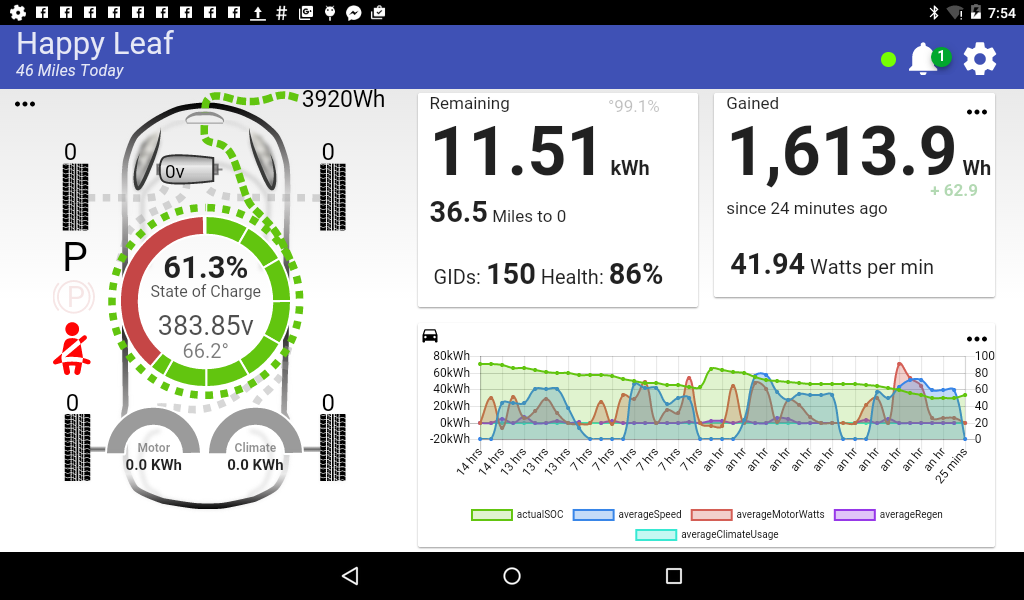 7:54
Happy Leaf
46 Miles Today
1
3920Wh
0
0
0v
P
(P)
61.3%
State of Charge
383.85v
66.2°
0
0
Motor
0.0 KWh
Climate
0.0 KWh
Remaining
°99.1%
11.51 kWh
36.5 Miles to 0
GIDs: 150 Health: 86%
Gained
1,613.9 Wh
+ 62.9
since 24 minutes ago
41.94 Watts per min
80kWh 100
60kWh 80
40kWh 60
20kWh 40
0kWh 20
-20kWh 0
14 hrs 14 hrs 13 hrs 13 hrs 13 hrs 7 hrs 7 hrs 7 hrs 7 hrs 7 hrs 7 hrs an hr an hr an hr an hr an hr an hr an hr an hr an hr an hr an hr 25 mins
actualSOC averageSpeed averageMotorWatts averageRegen
averageClimateUsage